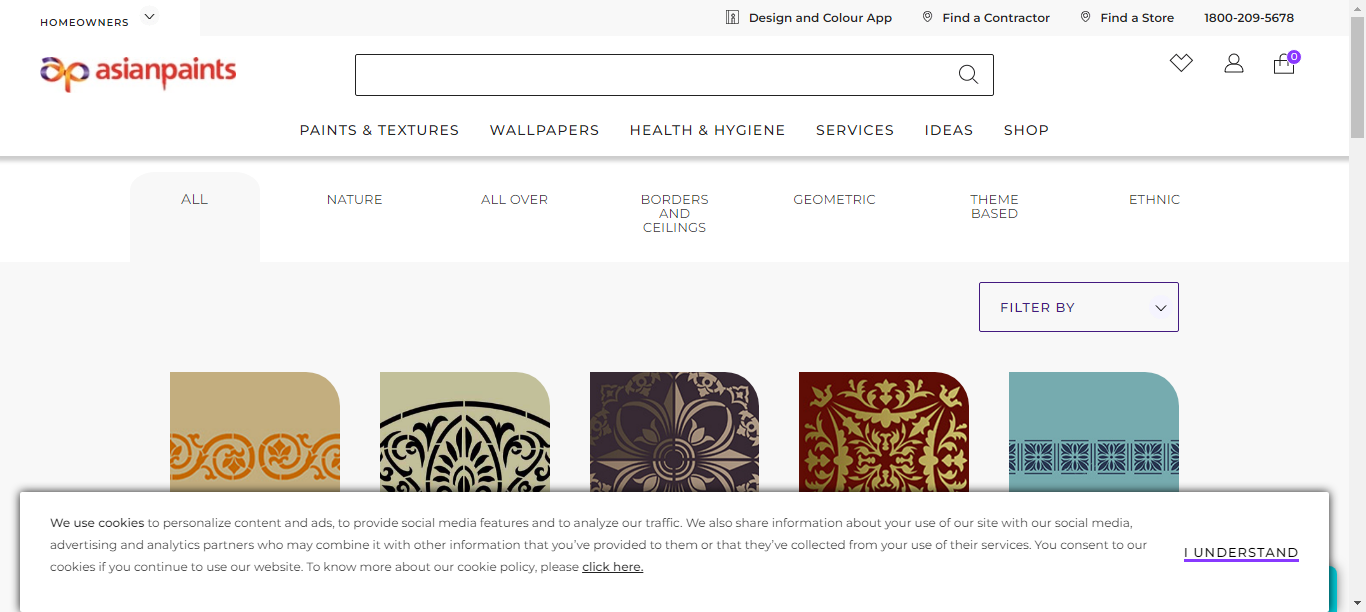 HOMEOWNERS
Design and Colour App
Find a Contractor
Find a Store
1800-209-5678
ap asianpaints
0
PAINTS & TEXTURES
WALLPAPERS
HEALTH & HYGIENE
SERVICES
IDEAS
SHOP
ALL
NATURE
ALL OVER
BORDERS
AND
CEILINGS
GEOMETRIC
THEME
BASED
ETHNIC
FILTER BY
We use cookies to personalize content and ads, to provide social media features and to analyze our traffic. We also share information about your use of our site with our social media,
advertising and analytics partners who may combine it with other information that you’ve provided to them or that they’ve collected from your use of their services. You consent to our
cookies if you continue to use our website. To know more about our cookie policy, please click here.
I UNDERSTAND